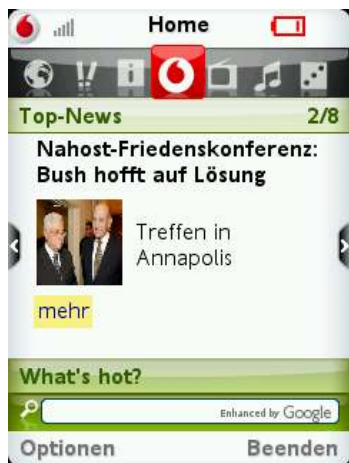 Home
Top-News 2/8
Nahost-Friedenskonferenz:
Bush hofft auf Lösung
Treffen in
Annapolis
mehr
What's hot?
Enhanced by Google
Optionen Beenden